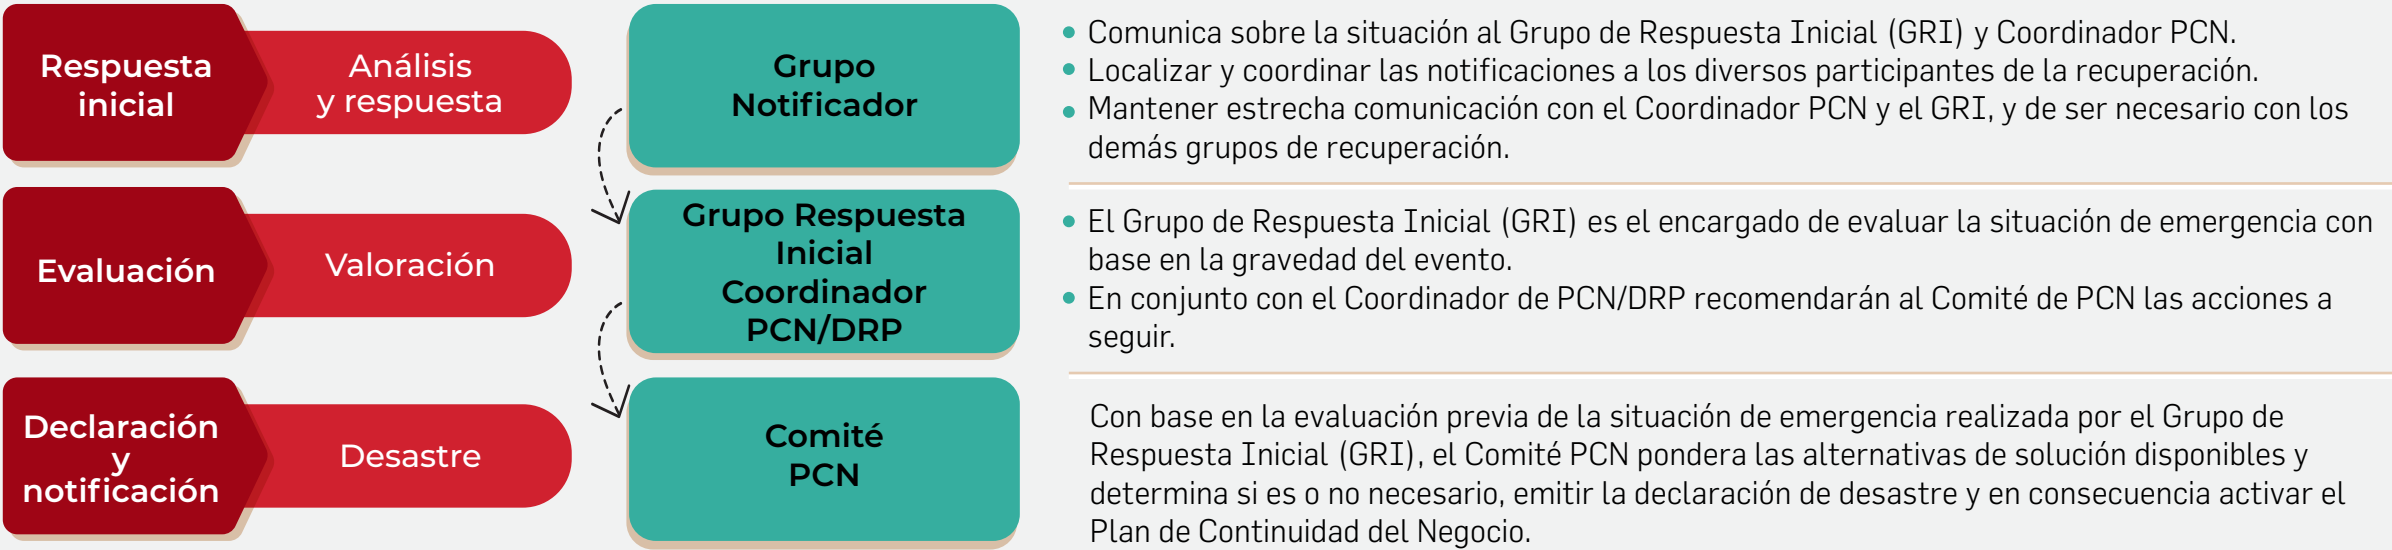 Respuesta
inicial
Análisis
y respuesta
Grupo
Notificador
Comunica sobre la situación al Grupo de Respuesta Inicial (GRI) y Coordinador PCN.
Localizar y coordinar las notificaciones a los diversos participantes de la recuperación.
Mantener estrecha comunicación con el Coordinador PCN y el GRI, y de ser necesario con los
demás grupos de recuperación.
Evaluación
Valoración
Grupo Respuesta
Inicial
Coordinador
PCN/DRP
El Grupo de Respuesta Inicial (GRI) es el encargado de evaluar la situación de emergencia con
base en la gravedad del evento.
En conjunto con el Coordinador de PCN/DRP recomendarán al Comité de PCN las acciones a
seguir.
Declaración
y
notificación
Desastre
Comité
PCN
Con base en la evaluación previa de la situación de emergencia realizada por el Grupo de
Respuesta Inicial (GRI), el Comité PCN pondera las alternativas de solución disponibles y
determina si es o no necesario, emitir la declaración de desastre y en consecuencia activar el
Plan de Continuidad del Negocio.